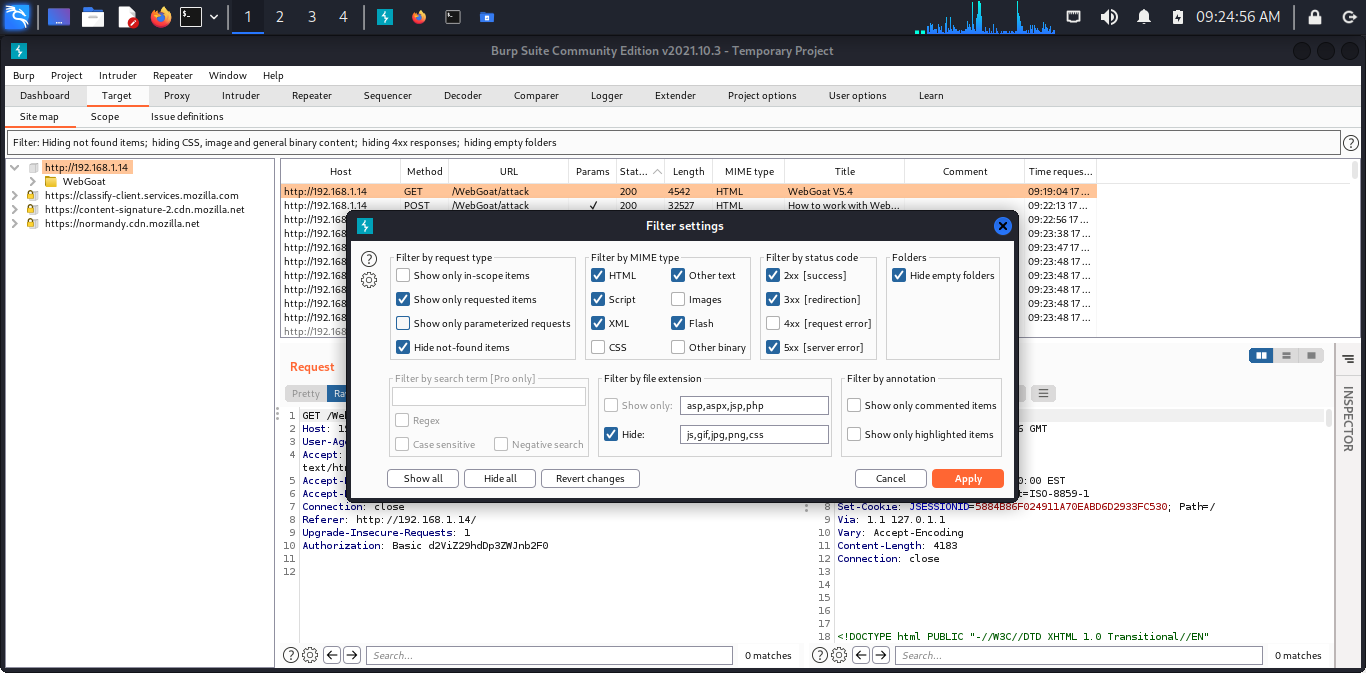 1 2 3 4 09:24:56 AM
Burp Suite Community Edition v2021.10.3 - Temporary Project
Burp Project Intruder Repeater Window Help
Dashboard Target Proxy Intruder Repeater Sequencer Decoder Comparer Logger Extender Project options User options Learn
Site map Scope Issue definitions
Filter: Hiding not found items; hiding CSS, image and general binary content; hiding 4xx responses; hiding empty folders
http://192.168.1.14
WebGoat
https://classify-client.services.mozilla.com
https://content-signature-2.cdn.mozilla.net
https://normandy.cdn.mozilla.net
Host Method URL Params Stat... Length MIME type Title Comment Time reques...
http://192.168.1.14 GET /WebGoat/attack 200 4542 HTML WebGoat V5.4 09:19:04 17 ...
http://192.168.1.14 POST /WebGoat/attack ✓ 200 32527 HTML How to work with Web... 09:22:13 17 ...
http://192.168 09:22:56 17 ...
http://192.168 09:23:38 17 ...
http://192.168 09:23:47 17 ...
http://192.168 09:23:48 17 ...
http://192.168 09:23:48 17 ...
http://192.168 09:23:48 17 ...
http://192.168 09:23:48 17 ...
http://192.168
Filter settings
Filter by request type
Show only in-scope items
Show only requested items
Show only parameterized requests
Hide not-found items
Filter by MIME type
HTML Other text
Script Images
XML Flash
CSS Other binary
Filter by status code
2xx [success]
3xx [redirection]
4xx [request error]
5xx [server error]
Folders
Hide empty folders
Filter by search term [Pro only]
Regex
Case sensitive Negative search
Filter by file extension
Show only: asp,aspx,jsp,php
Hide: js,gif,jpg,png,css
Filter by annotation
Show only commented items
Show only highlighted items
Show all Hide all Revert changes Cancel Apply
Request
Pretty Raw
1 GET /We
2 Host: 1
3 User-Ag
4 Accept:
text/ht
5 Accept-
6 Accept-
7 Connection: close
8 Referer: http://192.168.1.14/
9 Upgrade-Insecure-Requests: 1
10 Authorization: Basic d2ViZ29hdDp3ZWJnb2F0
11
12
GMT
0:00 EST
t=ISO-8859-1
8 Set-Cookie: JSESSIONID=5884B86F024911A70EABD6D2933FC530; Path=/
9 Via: 1.1 127.0.1.1
10 Vary: Accept-Encoding
11 Content-Length: 4183
12 Connection: close
13
14
15
16
17
18 <!DOCTYPE html PUBLIC "-//W3C//DTD XHTML 1.0 Transitional//EN"
INSPECTOR
Search... 0 matches
Search... 0 matches